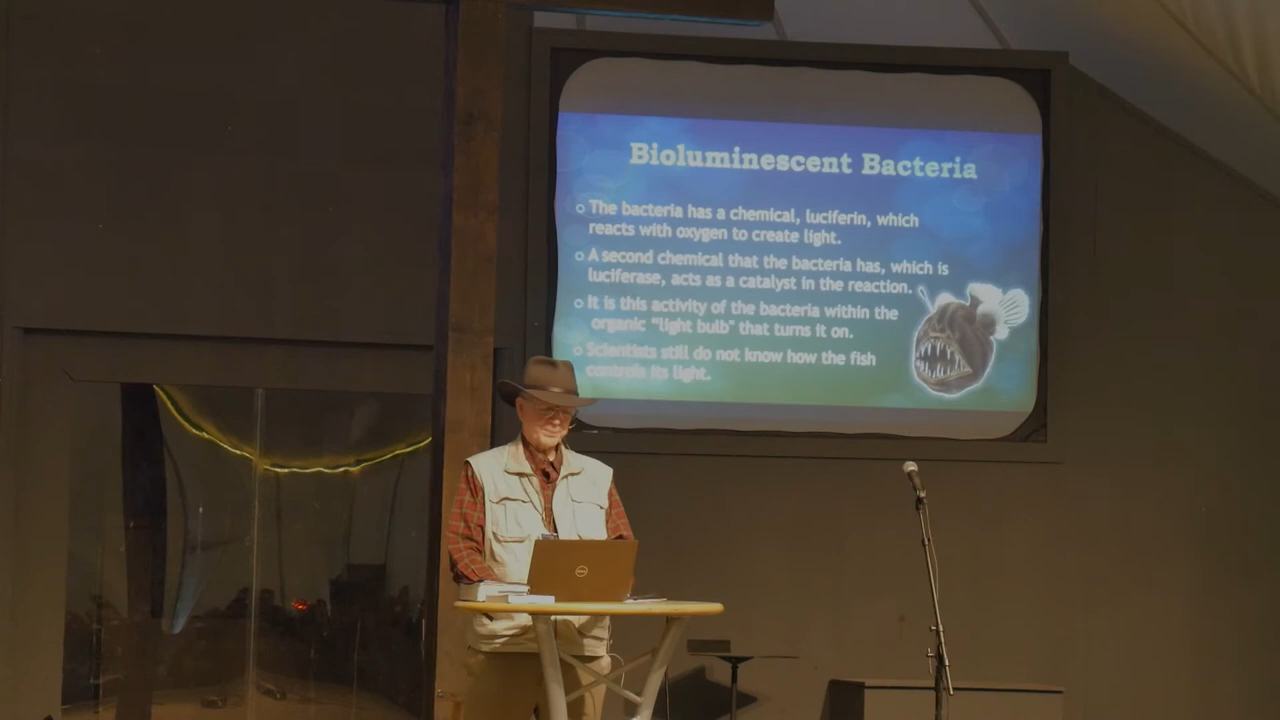 Bioluminescent Bacteria
The bacteria has a chemical, luciferin, which
reacts with oxygen to create light.
A second chemical that the bacteria has, which is
luciferase, acts as a catalyst in the reaction.
It is this activity of the bacteria within the
organic "light bulb" that turns it on.
Scientists still do not know how the fish
controls its light.
DELL